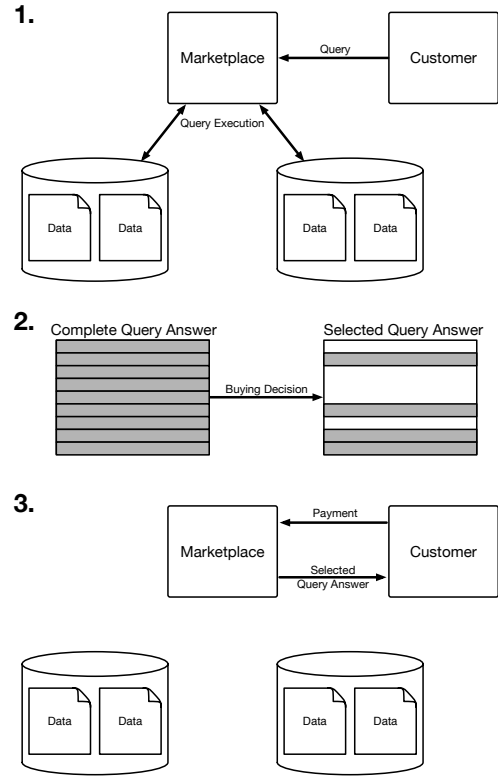 1.
Marketplace
Query
Customer
Query Execution
Data
Data
Data
Data
2.
Complete Query Answer
Selected Query Answer
Buying Decision
3.
Marketplace
Payment
Customer
Selected
Query Answer
Data
Data
Data
Data